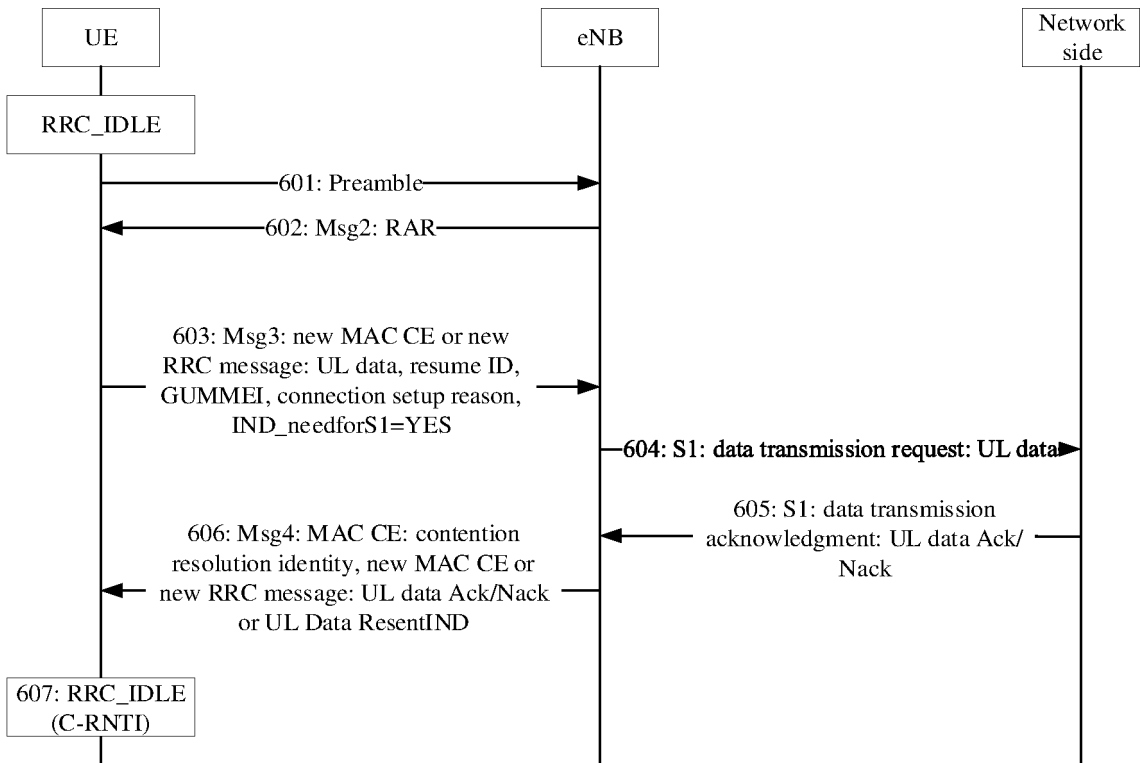 UE
eNB
Network
side
RRC_IDLE
601: Preamble
602: Msg2: RAR
603: Msg3: new MAC CE or new
RRC message: UL data, resume ID,
GUMMEI, connection setup reason,
IND_needforS1=YES
604: S1: data transmission request: UL data
605: S1: data transmission
acknowledgment: UL data Ack/
Nack
606: Msg4: MAC CE: contention
resolution identity, new MAC CE or
new RRC message: UL data Ack/Nack
or UL Data ResentIND
607: RRC_IDLE
(C-RNTI)